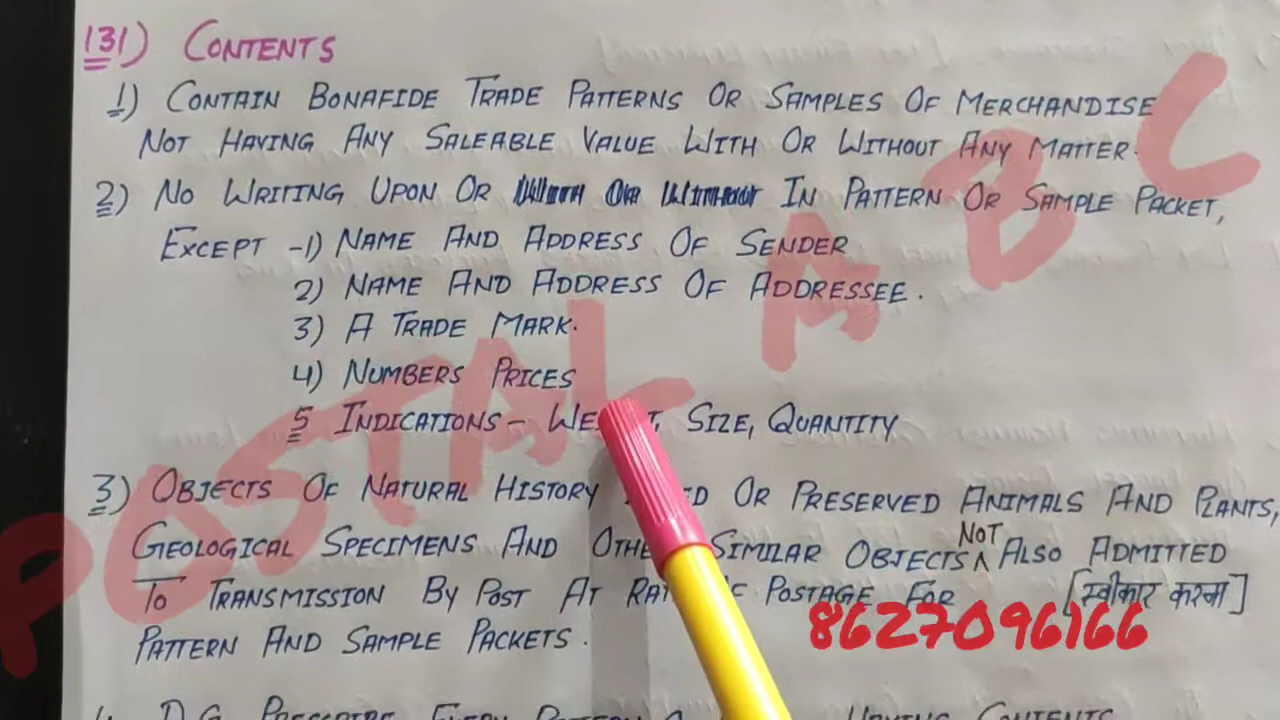 131) CONTENTS
1) CONTAIN BONAFIDE TRADE PATTERNS OR SAMPLES OF MERCHANDISE
NOT HAVING ANY SALEABLE VALUE WITH OR WITHOUT ANY MATTER.
2) NO WRITING UPON OR IN PATTERN OR SAMPLE PACKET,
EXCEPT -1) NAME AND ADDRESS OF SENDER
2) NAME AND ADDRESS OF ADDRESSEE.
3) A TRADE MARK.
4) NUMBERS PRICES
5 INDICATIONS - SIZE, QUANTITY
3) OBJECTS OF NATURAL HISTORY OR PRESERVED ANIMALS AND PLANTS,
GEOLOGICAL SPECIMENS AND SIMILAR OBJECTS NOT ALSO ADMITTED
TO TRANSMISSION BY POST AT POSTAGE FOR [स्वीकार करना]
PATTERN AND SAMPLE PACKETS.
POSTAL ABC
8627096166